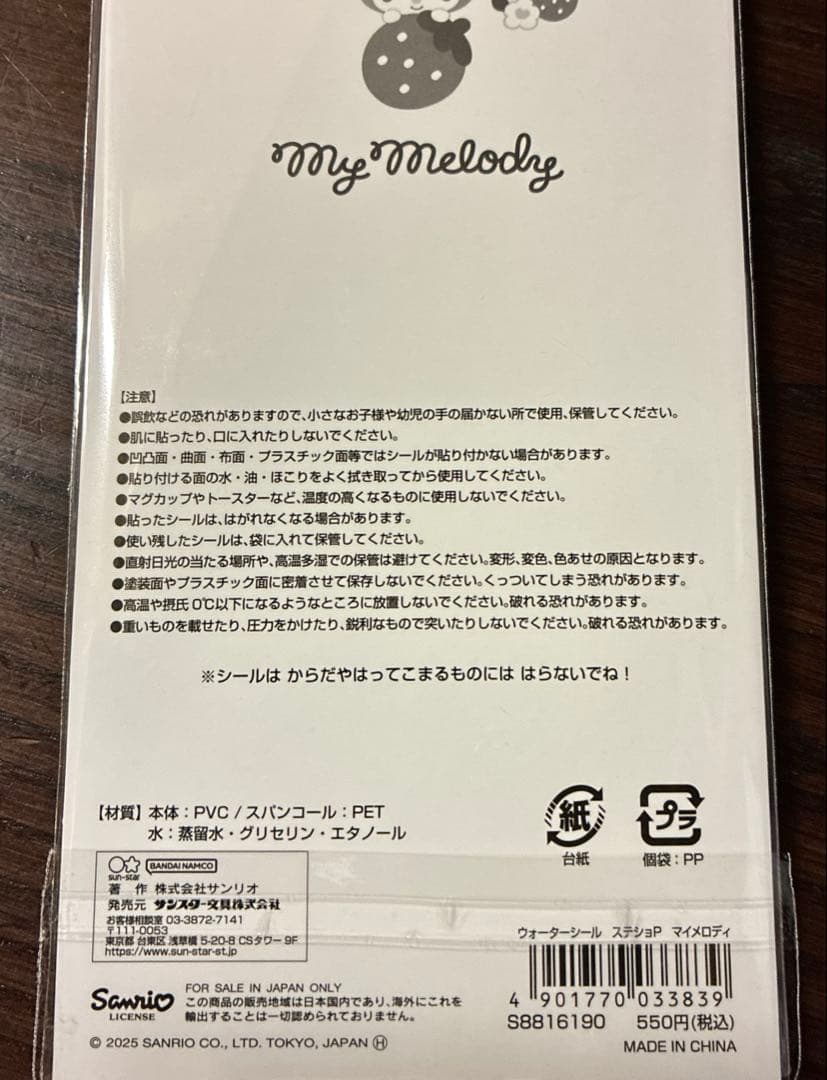 My Melody
【注意】
●誤飲などの恐れがありますので、小さなお子様や幼児の手の届かない所で使用、保管してください。
●肌に貼ったり、口に入れたりしないでください。
●凹凸面・曲面・布面・プラスチック面等ではシールが貼り付かない場合があります。
●貼り付ける面の水・油・ほこりをよく拭き取ってから使用してください。
●マグカップやトースターなど、温度の高くなるものに使用しないでください。
●貼ったシールは、はがれなくなる場合があります。
●使い残したシールは、袋に入れて保管してください。
●直射日光の当たる場所や、高温多湿での保管は避けてください。変形、変色、色あせの原因となります。
●塗装面やプラスチック面に密着させて保存しないでください。くっついてしまう恐れがあります。
●高温や摂氏0℃以下になるようなところに放置しないでください。破れる恐れがあります。
●重いものを載せたり、圧力をかけたり、鋭利なもので突いたりしないでください。破れる恐れがあります。
※シールは からだやはってこまるものには はらないでね！
【材質】本体：PVC / スパンコール：PET
水：蒸留水・グリセリン・エタノール
紙
台紙
プラ
個袋：PP
sun-star
BANDAI NAMCO
著 作 株式会社サンリオ
発売元 サンスター文具株式会社
お客様相談室 03-3872-7141
〒111-0053
東京都 台東区 浅草橋 5-20-8 CSタワー 9F
https://www.sun-star-st.jp
ウォーターシール ステショP マイメロディ
4 901770 033839
S8816190 550円(税込)
MADE IN CHINA
Sanrio
LICENSE
FOR SALE IN JAPAN ONLY
この商品の販売地域は日本国内であり、海外にこれを
輸出することは一切認められておりません。
© 2025 SANRIO CO., LTD. TOKYO, JAPAN Ⓗ